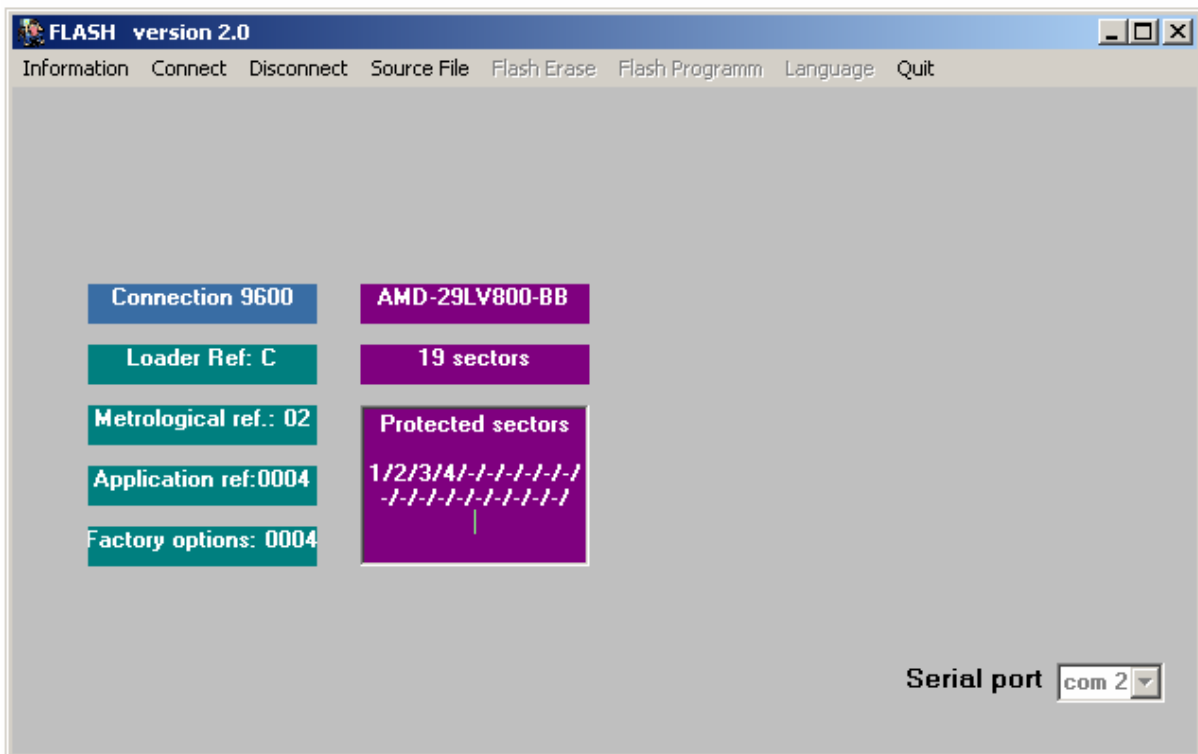 FLASH version 2.0
Information Connect Disconnect Source File Flash Erase Flash Programm Language Quit
Connection 9600
AMD-29LV800-BB
Loader Ref: C
19 sectors
Metrological ref.: 02
Protected sectors
1/2/3/4/-/-/-/-/-/-/
-/-/-/-/-/-/-/-/-/
Application ref:0004
Factory options: 0004
Serial port com 2